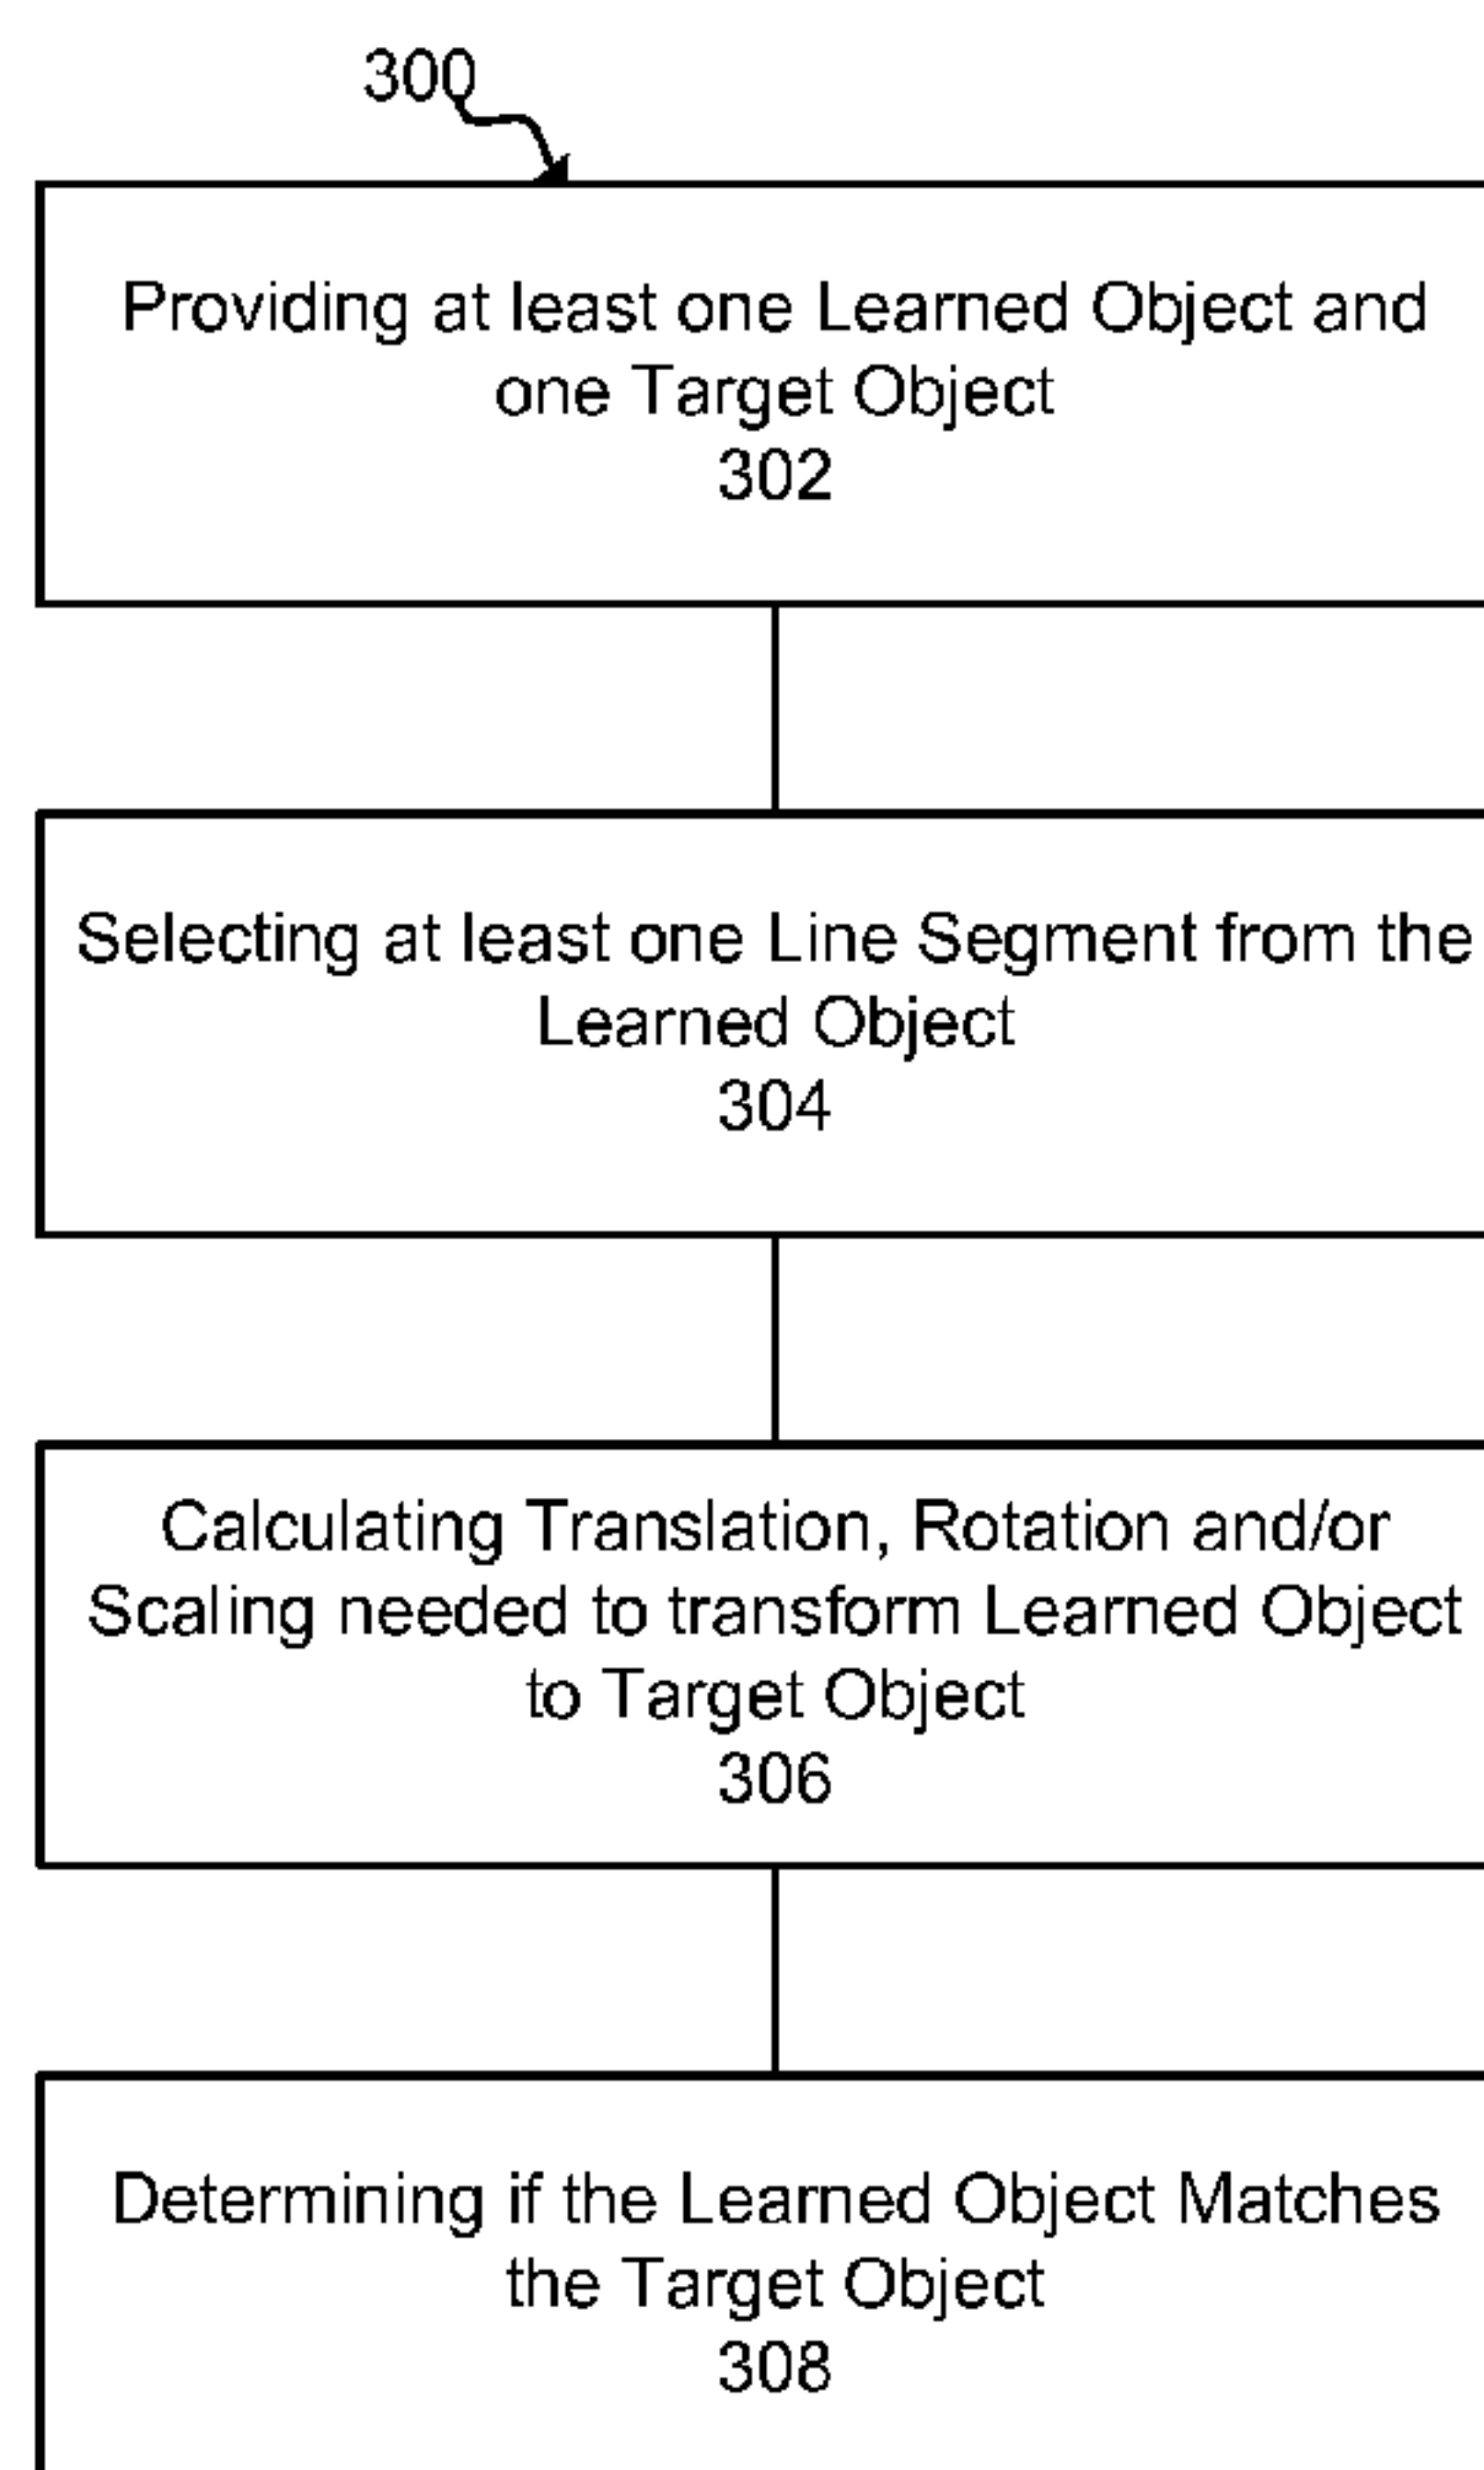 300
Providing at least one Learned Object and
one Target Object
302
Selecting at least one Line Segment from the
Learned Object
304
Calculating Translation, Rotation and/or
Scaling needed to transform Learned Object
to Target Object
306
Determining if the Learned Object Matches
the Target Object
308